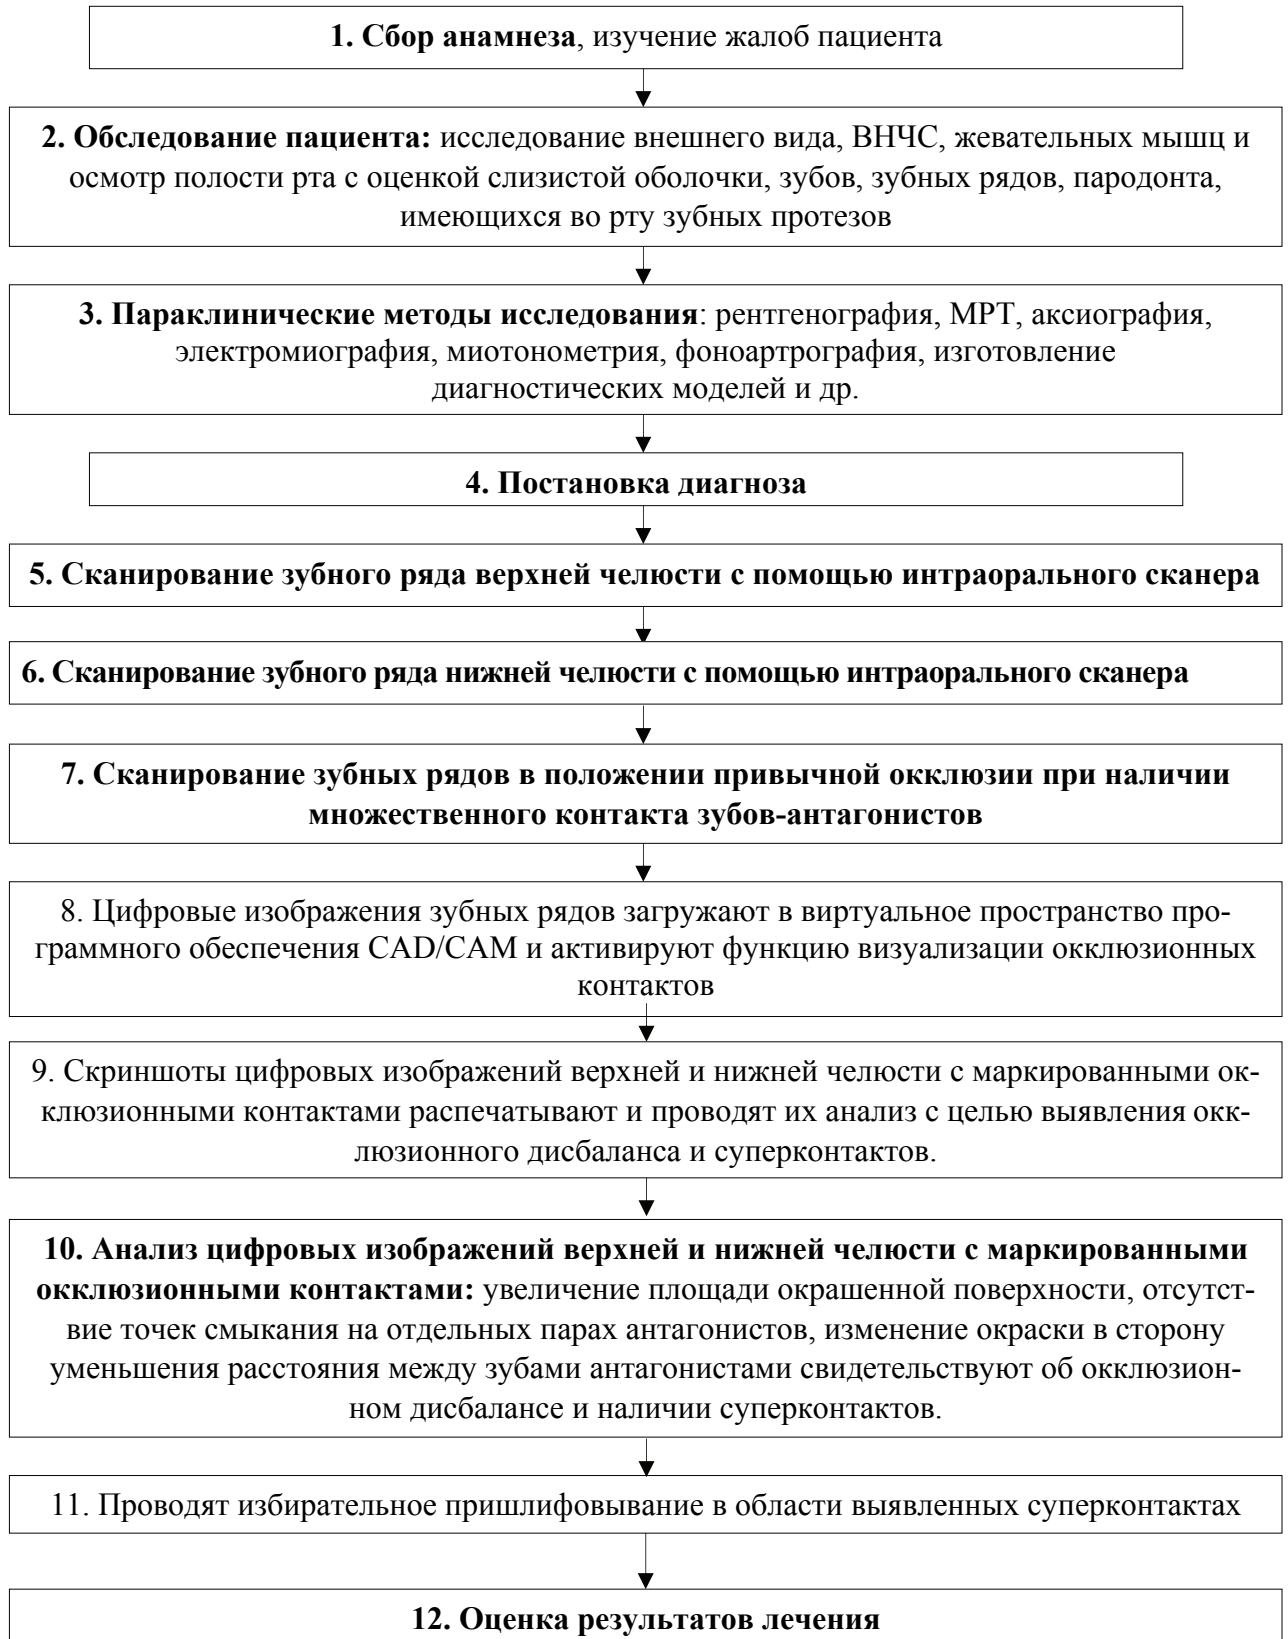 1. Сбор анамнеза, изучение жалоб пациента
2. Обследование пациента: исследование внешнего вида, ВНЧС, жевательных мышц и
осмотр полости рта с оценкой слизистой оболочки, зубов, зубных рядов, пародонта,
имеющихся во рту зубных протезов
3. Параклинические методы исследования: рентгенография, МРТ, аксиография,
электромиография, миотонометрия, фоноартрография, изготовление
диагностических моделей и др.
4. Постановка диагноза
5. Сканирование зубного ряда верхней челюсти с помощью интраорального сканера
6. Сканирование зубного ряда нижней челюсти с помощью интраорального сканера
7. Сканирование зубных рядов в положении привычной окклюзии при наличии
множественного контакта зубов-антагонистов
8. Цифровые изображения зубных рядов загружают в виртуальное пространство про-
граммного обеспечения CAD/CAM и активируют функцию визуализации окклюзионных
контактов
9. Скриншоты цифровых изображений верхней и нижней челюсти с маркированными ок-
клюзионными контактами распечатывают и проводят их анализ с целью выявления окк-
люзионного дисбаланса и суперконтактов.
10. Анализ цифровых изображений верхней и нижней челюсти с маркированными
окклюзионными контактами: увеличение площади окрашенной поверхности, отсутст-
вие точек смыкания на отдельных парах антагонистов, изменение окраски в сторону
уменьшения расстояния между зубами антагонистами свидетельствуют об окклюзион-
ном дисбалансе и наличии суперконтактов.
11. Проводят избирательное пришлифовывание в области выявленных суперконтактах
12. Оценка результатов лечения